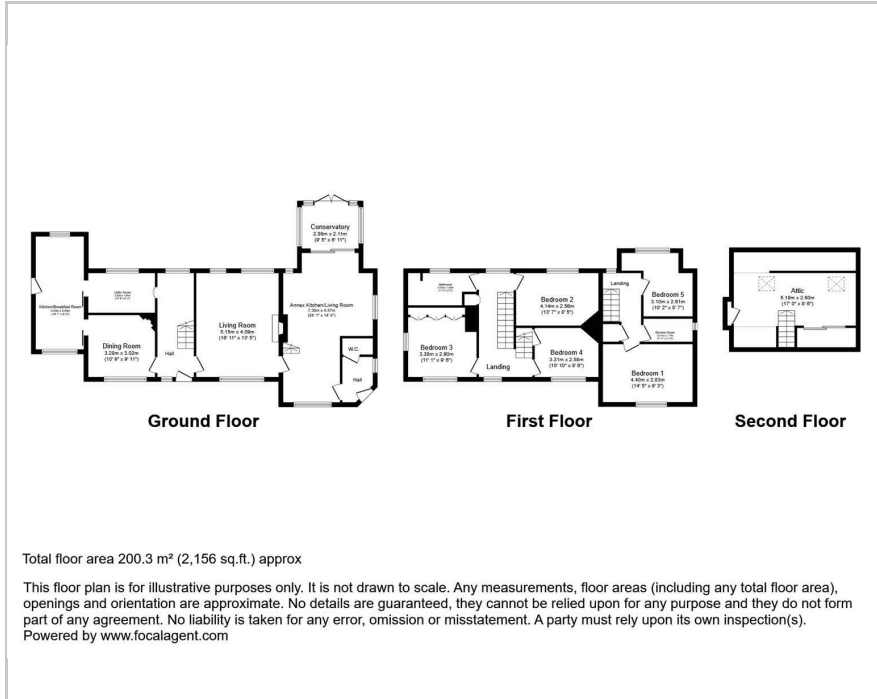 Conservatory
2.86m x 2.11m
(9' 5" x 6' 11")
Kitchen/Breakfast Room
Utility Room
Annex Kitchen/Living Room
7.35m x 4.37m
(24' 1" x 14' 4")
Living Room
5.15m x 4.09m
(16' 11" x 13' 5")
Dining Room
3.28m x 3.02m
(10' 9" x 9' 11")
Hall
W.C.
Hall
Ground Floor
Bedroom 2
4.14m x 2.56m
(13' 7" x 8' 5")
Landing
Bedroom 5
3.10m x 2.61m
(10' 2" x 8' 7")
Bedroom 3
3.38m x 2.90m
(11' 1" x 9' 6")
Bedroom 4
3.31m x 2.58m
(10' 10" x 8' 6")
Shower Room
Landing
Bedroom 1
4.40m x 2.83m
(14' 5" x 9' 3")
First Floor
Attic
5.18m x 2.60m
(17' 0" x 8' 6")
Second Floor
Total floor area 200.3 m² (2,156 sq.ft.) approx
This floor plan is for illustrative purposes only. It is not drawn to scale. Any measurements, floor areas (including any total floor area),
openings and orientation are approximate. No details are guaranteed, they cannot be relied upon for any purpose and they do not form
part of any agreement. No liability is taken for any error, omission or misstatement. A party must rely upon its own inspection(s).
Powered by www.focalagent.com